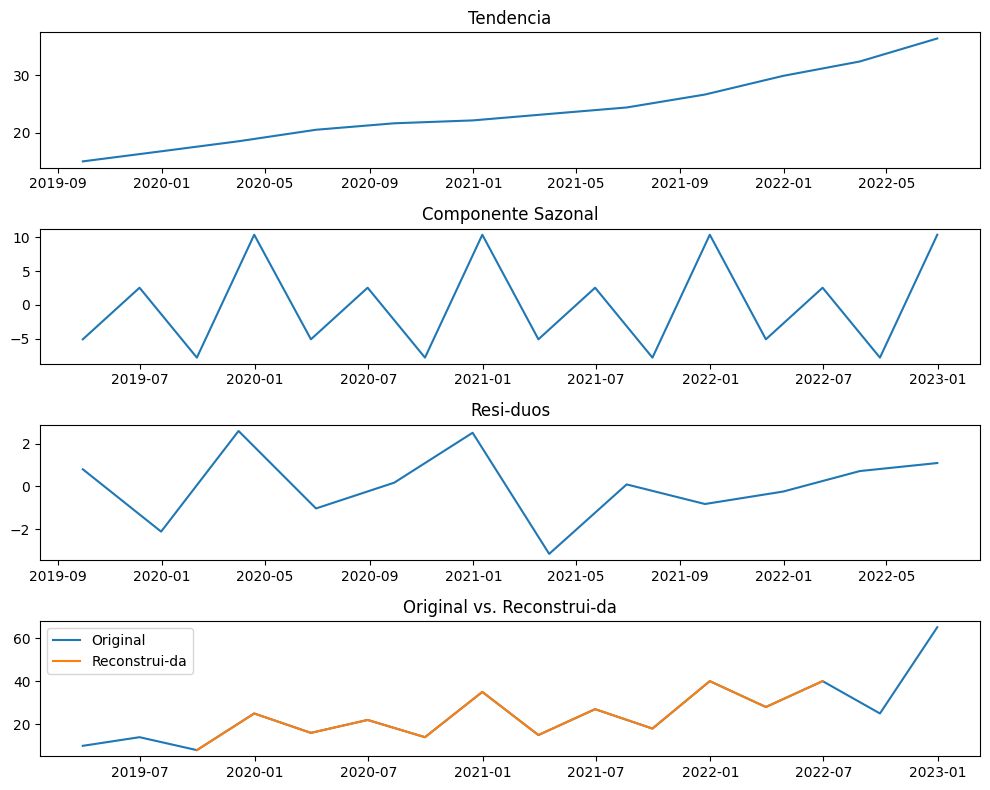 Tendencia
30
20
2019-09 2020-01 2020-05 2020-09 2021-01 2021-05 2021-09 2022-01 2022-05
Componente Sazonal
10
5
0
−5
2019-07 2020-01 2020-07 2021-01 2021-07 2022-01 2022-07 2023-01
Resi-duos
2
0
−2
2019-09 2020-01 2020-05 2020-09 2021-01 2021-05 2021-09 2022-01 2022-05
Original vs. Reconstrui-da
Original
Reconstrui-da
60
40
20
2019-07 2020-01 2020-07 2021-01 2021-07 2022-01 2022-07 2023-01